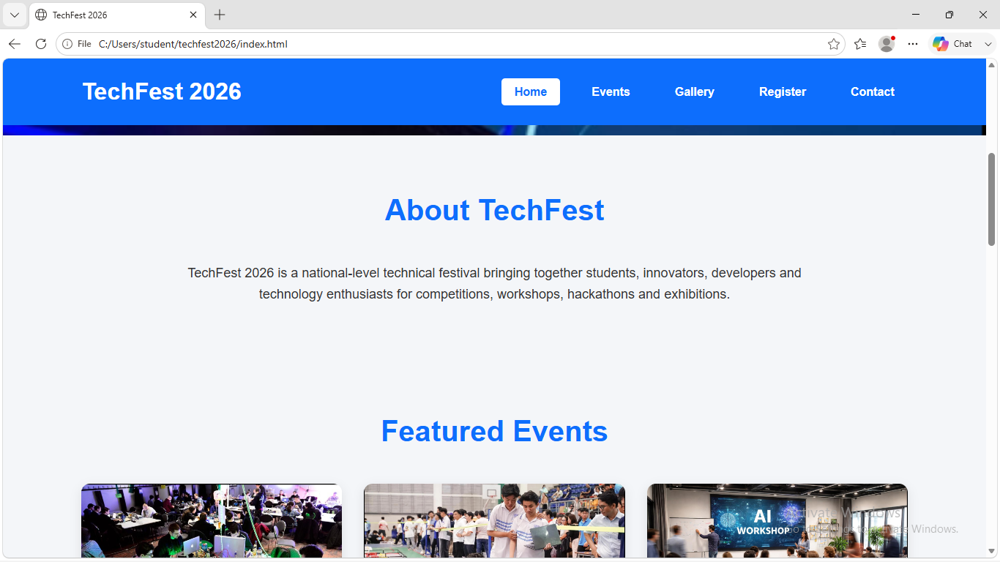 TechFest 2026
File C:/Users/student/techfest2026/index.html
Chat
TechFest 2026
Home Events Gallery Register Contact
About TechFest
TechFest 2026 is a national-level technical festival bringing together students, innovators, developers and
technology enthusiasts for competitions, workshops, hackathons and exhibitions.
Featured Events
AI
WORKSHOP
Activate Windows
Go to Settings to activate Windows.